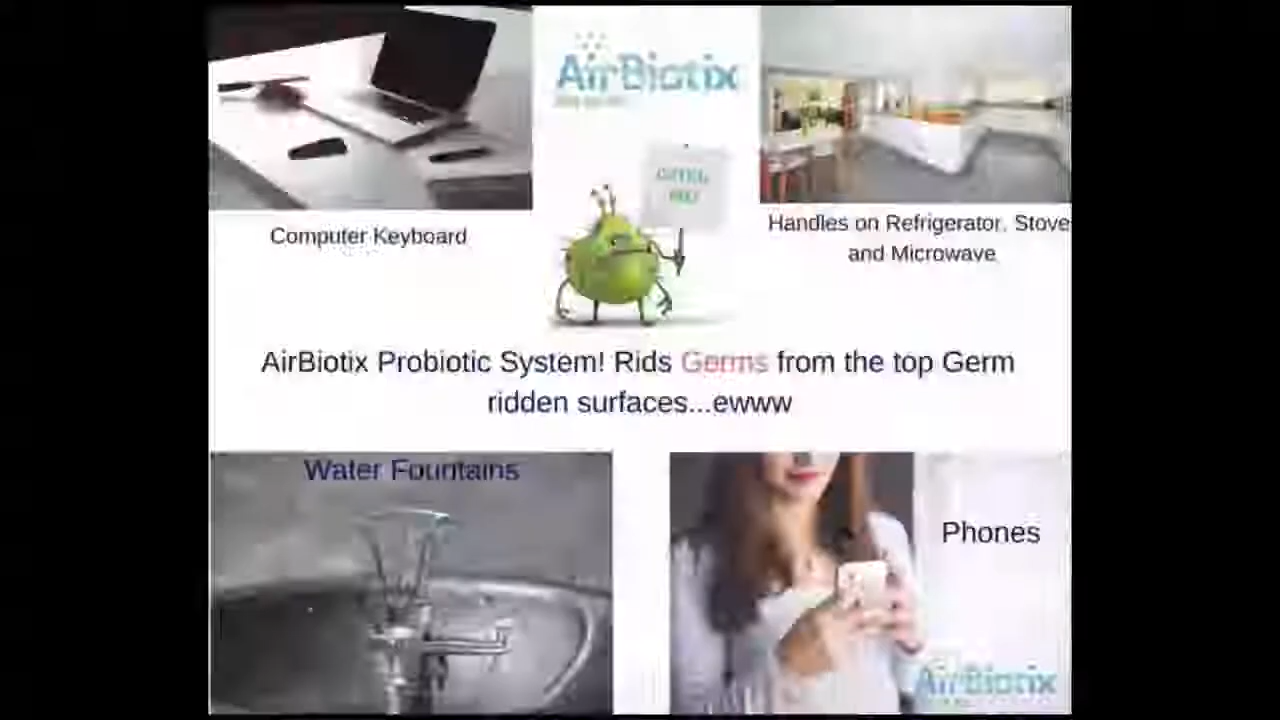 AirBiotix
Computer Keyboard
Handles on Refrigerator, Stove
and Microwave
AirBiotix Probiotic System! Rids Germs from the top Germ
ridden surfaces...ewww
Water Fountains
Phones
AirBiotix